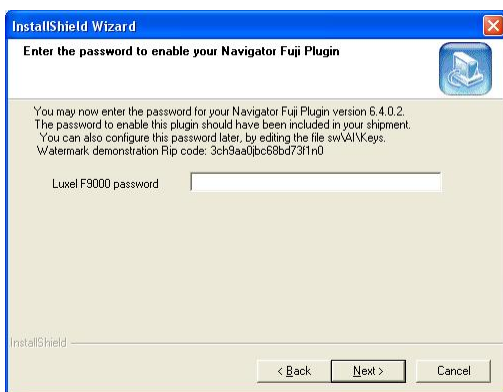 InstallShield Wizard
Enter the password to enable your Navigator Fuji Plugin
You may now enter the password for your Navigator Fuji Plugin version 6.4.0.2.
The password to enable this plugin should have been included in your shipment.
You can also configure this password later, by editing the file sw\AI\Keys.
Watermark demonstration Rip code: 3ch9aa0jbc68bd73f1n0
Luxel F9000 password
InstallShield
< Back
Next >
Cancel